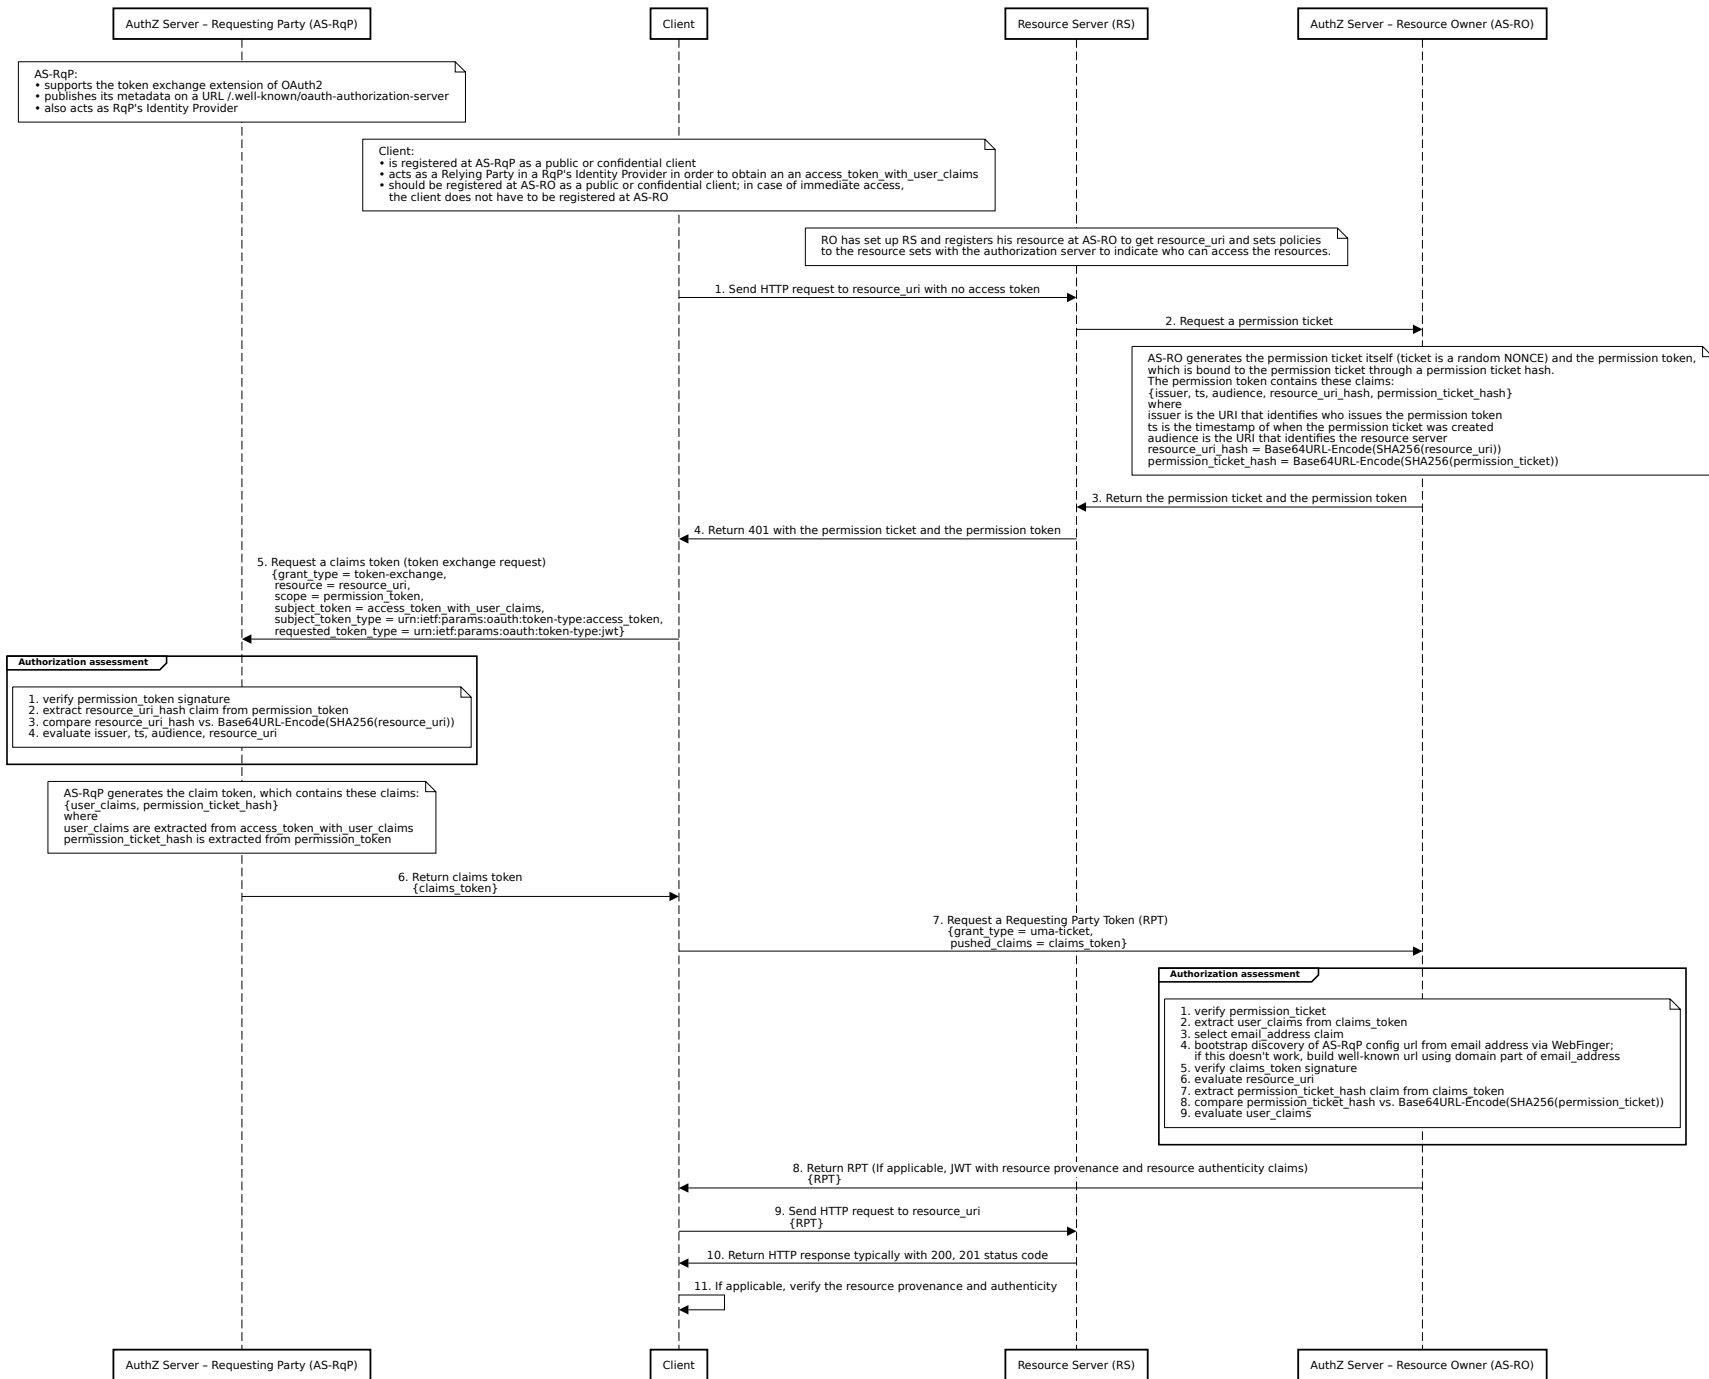 AuthZ Server – Requesting Party (AS-RqP)
Client
Resource Server (RS)
AuthZ Server – Resource Owner (AS-RO)
AS-RqP:
• supports the token exchange extension of OAuth2
• publishes its metadata on a URL /.well-known/oauth-authorization-server
• also acts as RqP's Identity Provider
Client:
• is registered at AS-RqP as a public or confidential client
• acts as a Relying Party in a RqP's Identity Provider in order to obtain an an access_token_with_user_claims
• should be registered at AS-RO as a public or confidential client; in case of immediate access,
the client does not have to be registered at AS-RO
RO has set up RS and registers his resource at AS-RO to get resource_uri and sets policies
to the resource sets with the authorization server to indicate who can access the resources.
1. Send HTTP request to resource_uri with no access token
2. Request a permission ticket
AS-RO generates the permission ticket itself (ticket is a random NONCE) and the permission token,
which is bound to the permission ticket through a permission ticket hash.
The permission token contains these claims:
{issuer, ts, audience, resource_uri_hash, permission_ticket_hash}
where
issuer is the URI that identifies who issues the permission token
ts is the timestamp of when the permission ticket was created
audience is the URI that identifies the resource server
resource_uri_hash = Base64URL-Encode(SHA256(resource_uri))
permission_ticket_hash = Base64URL-Encode(SHA256(permission_ticket))
3. Return the permission ticket and the permission token
4. Return 401 with the permission ticket and the permission token
5. Request a claims token (token exchange request)
{grant_type = token-exchange,
resource = resource_uri,
scope = permission_token,
subject_token = access_token_with_user_claims,
subject_token_type = urn:ietf:params:oauth:token-type:access_token,
requested_token_type = urn:ietf:params:oauth:token-type:jwt}
Authorization assessment
1. verify permission_token signature
2. extract resource_uri_hash claim from permission_token
3. compare resource_uri_hash vs. Base64URL-Encode(SHA256(resource_uri))
4. evaluate issuer, ts, audience, resource_uri
AS-RqP generates the claim token, which contains these claims:
{user_claims, permission_ticket_hash}
where
user_claims are extracted from access_token_with_user_claims
permission_ticket_hash is extracted from permission_token
6. Return claims token
{claims_token}
7. Request a Requesting Party Token (RPT)
{grant_type = uma-ticket,
pushed_claims = claims_token}
Authorization assessment
1. verify permission_ticket
2. extract user_claims from claims_token
3. select email_address claim
4. bootstrap discovery of AS-RqP config url from email address via WebFinger;
if this doesn't work, build well-known url using domain part of email_address
5. verify claims_token signature
6. evaluate resource_uri
7. extract permission_ticket_hash claim from claims_token
8. compare permission_ticket_hash vs. Base64URL-Encode(SHA256(permission_ticket))
9. evaluate user_claims
8. Return RPT (If applicable, JWT with resource provenance and resource authenticity claims)
{RPT}
9. Send HTTP request to resource_uri
{RPT}
10. Return HTTP response typically with 200, 201 status code
11. If applicable, verify the resource provenance and authenticity
AuthZ Server – Requesting Party (AS-RqP)
Client
Resource Server (RS)
AuthZ Server – Resource Owner (AS-RO)